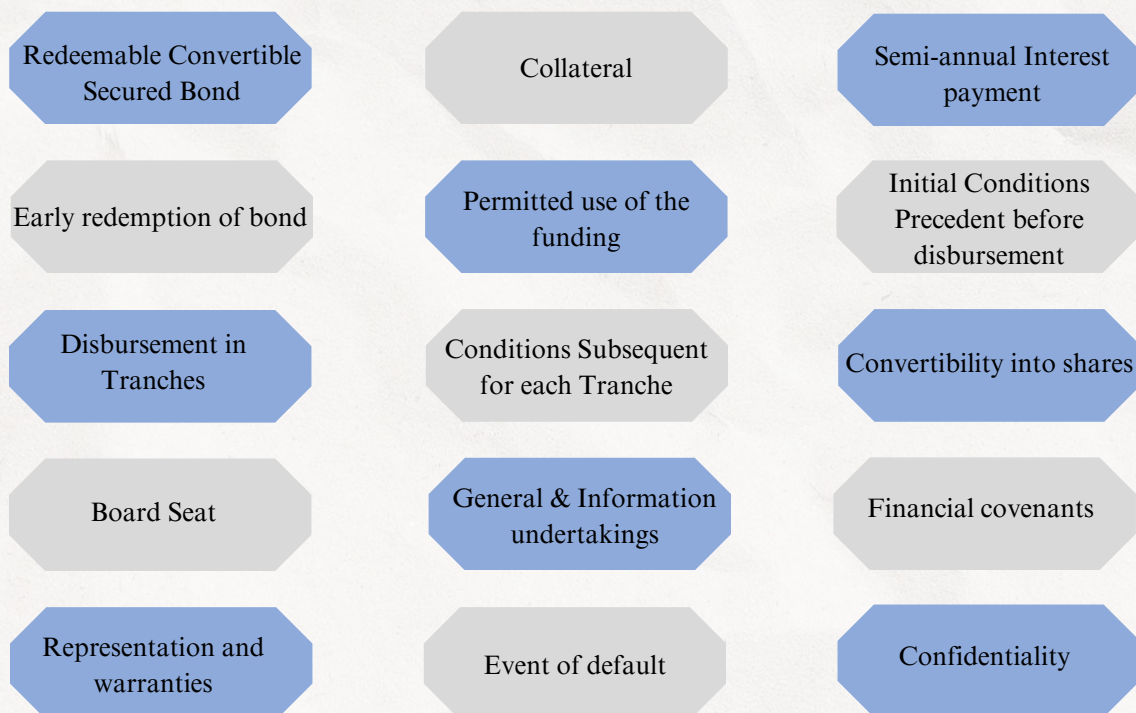 Redeemable Convertible
Secured Bond
Collateral
Semi-annual Interest
payment
Early redemption of bond
Permitted use of the
funding
Initial Conditions
Precedent before
disbursement
Disbursement in
Tranches
Conditions Subsequent
for each Tranche
Convertibility into shares
Board Seat
General & Information
undertakings
Financial covenants
Representation and
warranties
Event of default
Confidentiality